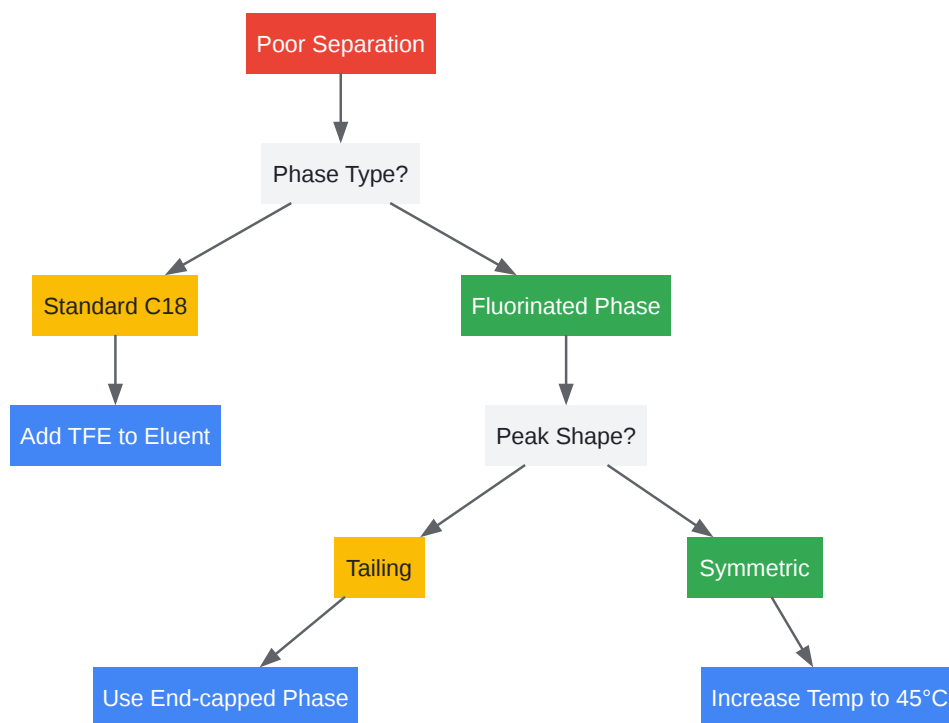 Poor Separation
Phase Type?
Standard C18
Fluorinated Phase
Add TFE to Eluent
Peak Shape?
Tailing
Symmetric
Use End-capped Phase
Increase Temp to 45°C